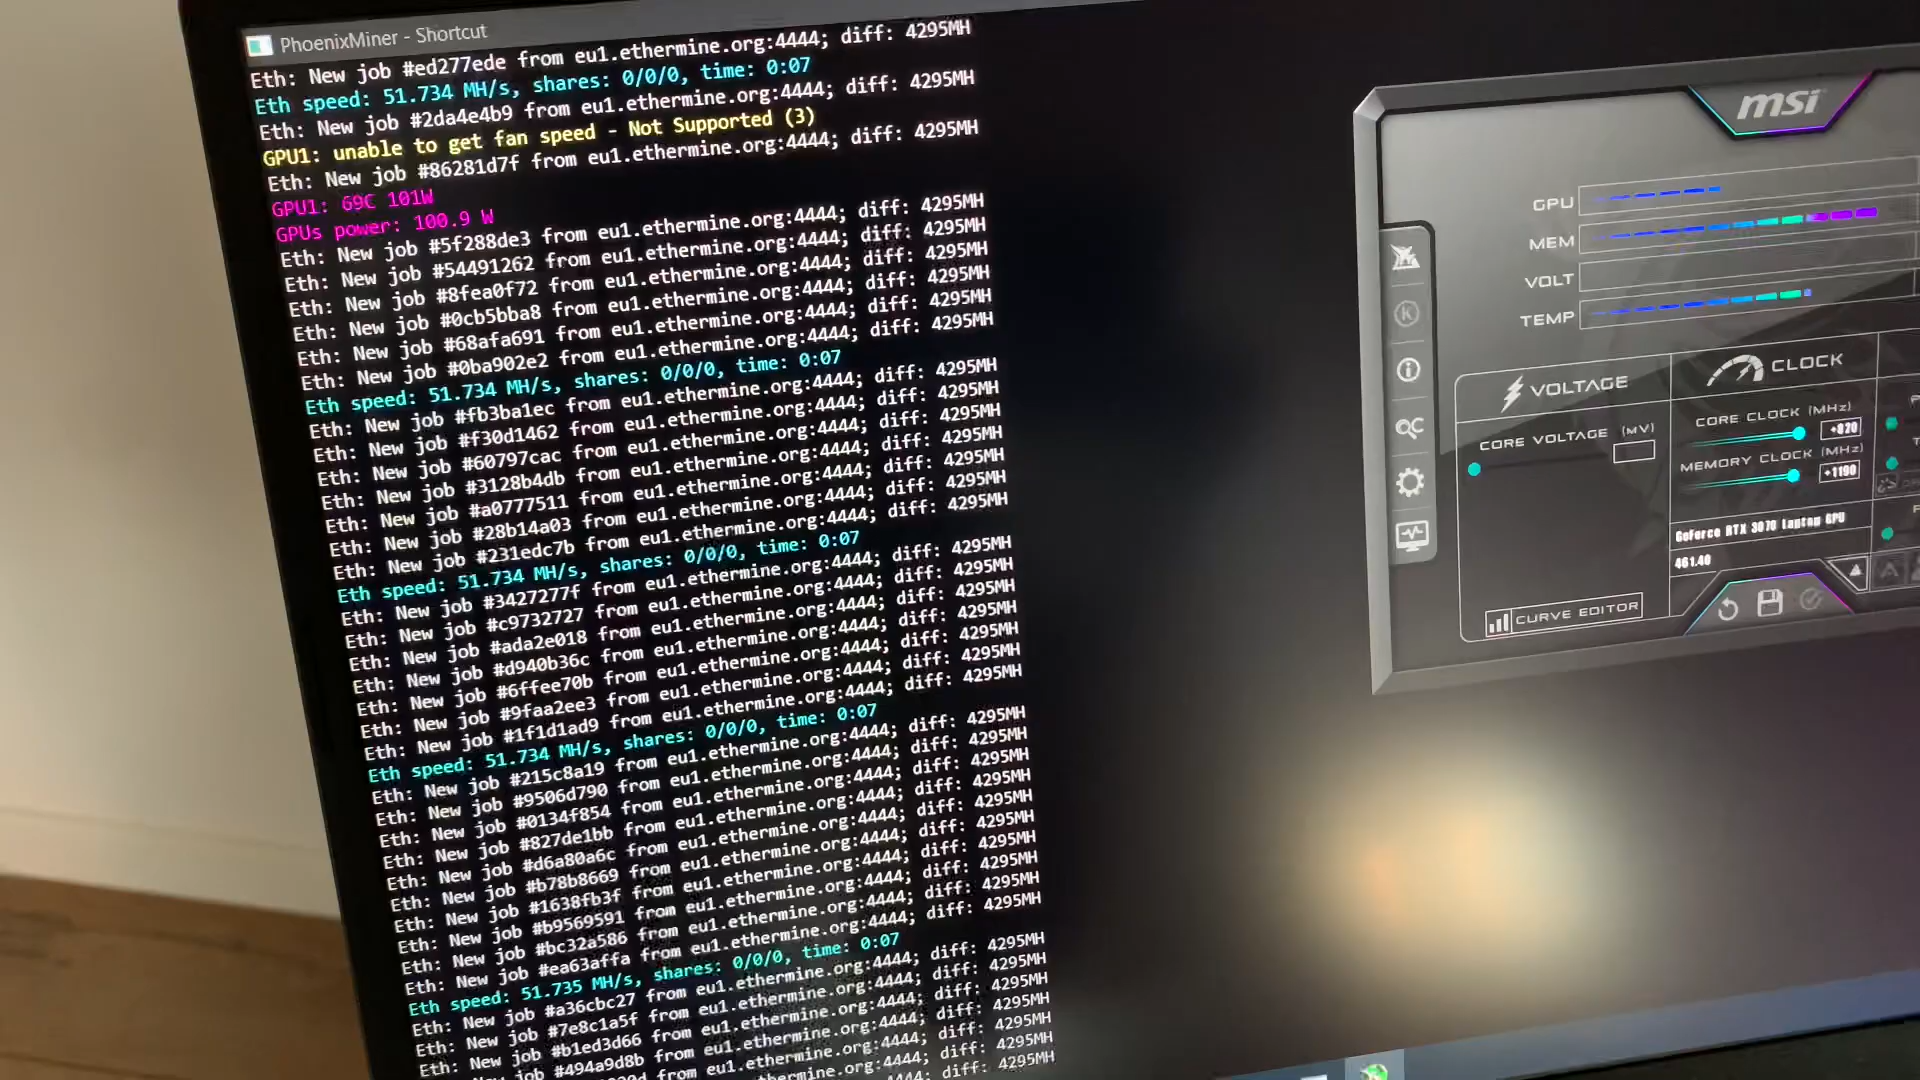 PhoenixMiner - Shortcut
Eth: New job #ed277ede from eu1.ethermine.org:4444; diff: 4295MH
Eth speed: 51.734 MH/s, shares: 0/0/0, time: 0:07
Eth: New job #2da4e4b9 from eu1.ethermine.org:4444; diff: 4295MH
GPU1: unable to get fan speed - Not Supported (3)
Eth: New job #86281d7f from eu1.ethermine.org:4444; diff: 4295MH
GPU1: 69C 101W
GPUs power: 100.9 W
Eth: New job #5f288de3 from eu1.ethermine.org:4444; diff: 4295MH
Eth: New job #54491262 from eu1.ethermine.org:4444; diff: 4295MH
Eth: New job #8fea0f72 from eu1.ethermine.org:4444; diff: 4295MH
Eth: New job #0cb5bba8 from eu1.ethermine.org:4444; diff: 4295MH
Eth: New job #68afa691 from eu1.ethermine.org:4444; diff: 4295MH
Eth: New job #0ba902e2 from eu1.ethermine.org:4444; diff: 4295MH
Eth speed: 51.734 MH/s, shares: 0/0/0, time: 0:07
Eth: New job #fb3ba1ec from eu1.ethermine.org:4444; diff: 4295MH
Eth: New job #f30d1462 from eu1.ethermine.org:4444; diff: 4295MH
Eth: New job #60797cac from eu1.ethermine.org:4444; diff: 4295MH
Eth: New job #3128b4db from eu1.ethermine.org:4444; diff: 4295MH
Eth: New job #a0777511 from eu1.ethermine.org:4444; diff: 4295MH
Eth: New job #28b14a03 from eu1.ethermine.org:4444; diff: 4295MH
Eth: New job #231edc7b from eu1.ethermine.org:4444; diff: 4295MH
Eth speed: 51.734 MH/s, shares: 0/0/0, time: 0:07
Eth: New job #3427277f from eu1.ethermine.org:4444; diff: 4295MH
Eth: New job #c9732727 from eu1.ethermine.org:4444; diff: 4295MH
Eth: New job #ada2e018 from eu1.ethermine.org:4444; diff: 4295MH
Eth: New job #d940b36c from eu1.ethermine.org:4444; diff: 4295MH
Eth: New job #6ffee70b from eu1.ethermine.org:4444; diff: 4295MH
Eth: New job #9faa2ee3 from eu1.ethermine.org:4444; diff: 4295MH
Eth: New job #1f1d1ad9 from eu1.ethermine.org:4444; diff: 4295MH
Eth speed: 51.734 MH/s, shares: 0/0/0, time: 0:07
Eth: New job #215c8a19 from eu1.ethermine.org:4444; diff: 4295MH
Eth: New job #9506d790 from eu1.ethermine.org:4444; diff: 4295MH
Eth: New job #0134f854 from eu1.ethermine.org:4444; diff: 4295MH
Eth: New job #827de1bb from eu1.ethermine.org:4444; diff: 4295MH
Eth: New job #d6a80a6c from eu1.ethermine.org:4444; diff: 4295MH
Eth: New job #b78b8669 from eu1.ethermine.org:4444; diff: 4295MH
Eth: New job #1638fb3f from eu1.ethermine.org:4444; diff: 4295MH
Eth: New job #b9569591 from eu1.ethermine.org:4444; diff: 4295MH
Eth: New job #bc32a586 from eu1.ethermine.org:4444; diff: 4295MH
Eth: New job #ea63affa from eu1.ethermine.org:4444; diff: 4295MH
Eth speed: 51.735 MH/s, shares: 0/0/0, time: 0:07
Eth: New job #a36cbc27 from eu1.ethermine.org:4444; diff: 4295MH
Eth: New job #7e8c1a5f from eu1.ethermine.org:4444; diff: 4295MH
Eth: New job #b1ed3d66 from eu1.ethermine.org:4444; diff: 4295MH
Eth: New job #494a9d8b from eu1.ethermine.org:4444; diff: 4295MH
msi
GPU
MEM
VOLT
TEMP
VOLTAGE
CORE VOLTAGE (MV)
CURVE EDITOR
CLOCK
CORE CLOCK (MHz)
+820
MEMORY CLOCK (MHz)
+1190
GeForce RTX 3070 Laptop GPU
461.40